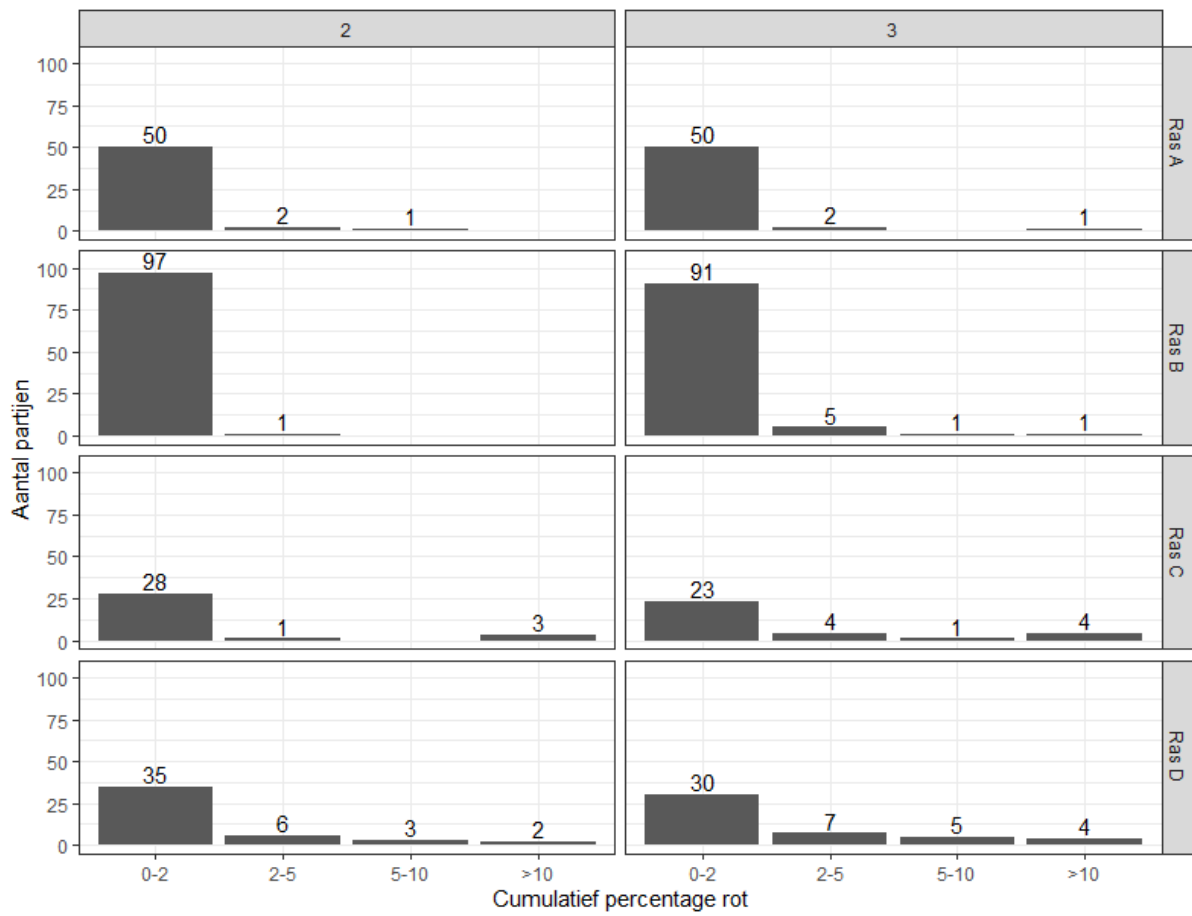 2 3
100
75
50
25
0
50 2 1
50 2 1
Ras A
100
75
50
25
0
97 1
91 5 1 1
Ras B
100
75
50
25
0
28 1 3
23 4 1 4
Ras C
100
75
50
25
0
35 6 3 2
30 7 5 4
Ras D
Aantal partijen
0-2 2-5 5-10 >10 0-2 2-5 5-10 >10
Cumulatief percentage rot